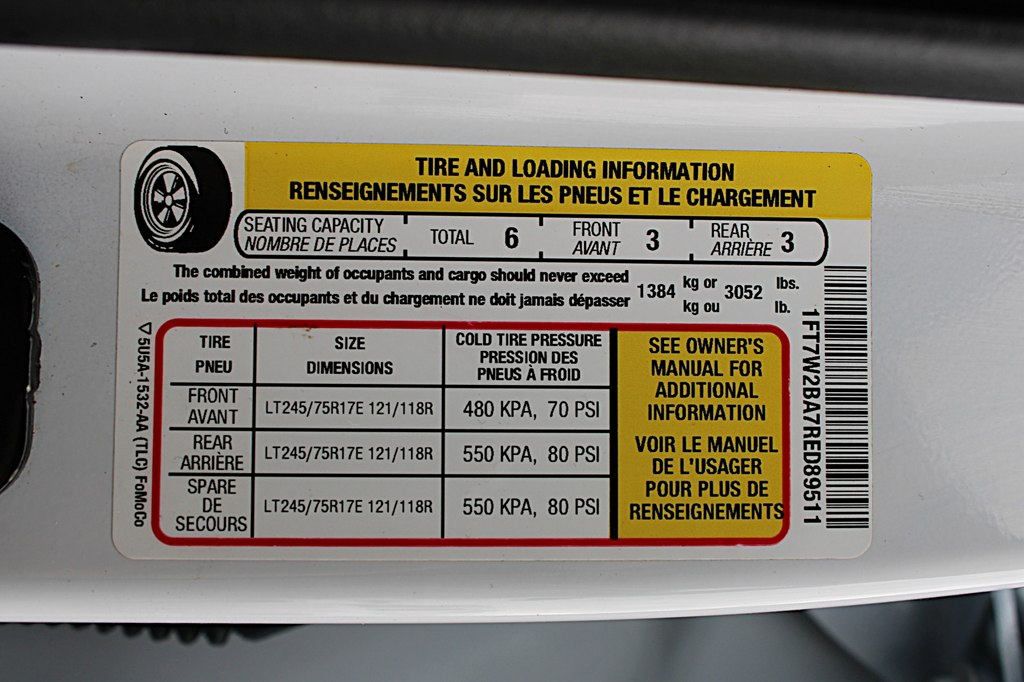 TIRE AND LOADING INFORMATION
RENSEIGNEMENTS SUR LES PNEUS ET LE CHARGEMENT
SEATING CAPACITY
NOMBRE DE PLACES
TOTAL 6
FRONT
AVANT 3
REAR
ARRIÈRE 3
The combined weight of occupants and cargo should never exceed 1384 kg or 3052 lbs.
Le poids total des occupants et du chargement ne doit jamais dépasser kg ou lb.
TIRE
PNEU
SIZE
DIMENSIONS
COLD TIRE PRESSURE
PRESSION DES
PNEUS À FROID
FRONT
AVANT
LT245/75R17E 121/118R
480 KPA, 70 PSI
REAR
ARRIÈRE
LT245/75R17E 121/118R
550 KPA, 80 PSI
SPARE
DE
SECOURS
LT245/75R17E 121/118R
550 KPA, 80 PSI
SEE OWNER'S
MANUAL FOR
ADDITIONAL
INFORMATION
VOIR LE MANUEL
DE L'USAGER
POUR PLUS DE
RENSEIGNEMENTS
5U5A-1532-AA (TLC) FoMoCo
1FT7W2BA7RED89511